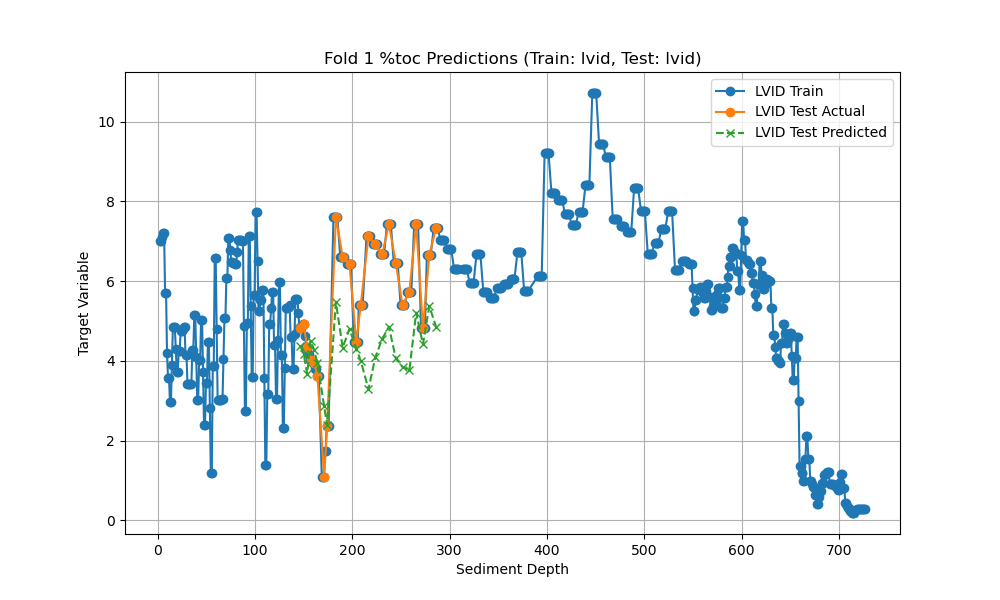 Fold 1 %toc Predictions (Train: lvid, Test: lvid)
LVID Train
LVID Test Actual
LVID Test Predicted
Target Variable
10
8
6
4
2
0
0 100 200 300 400 500 600 700
Sediment Depth